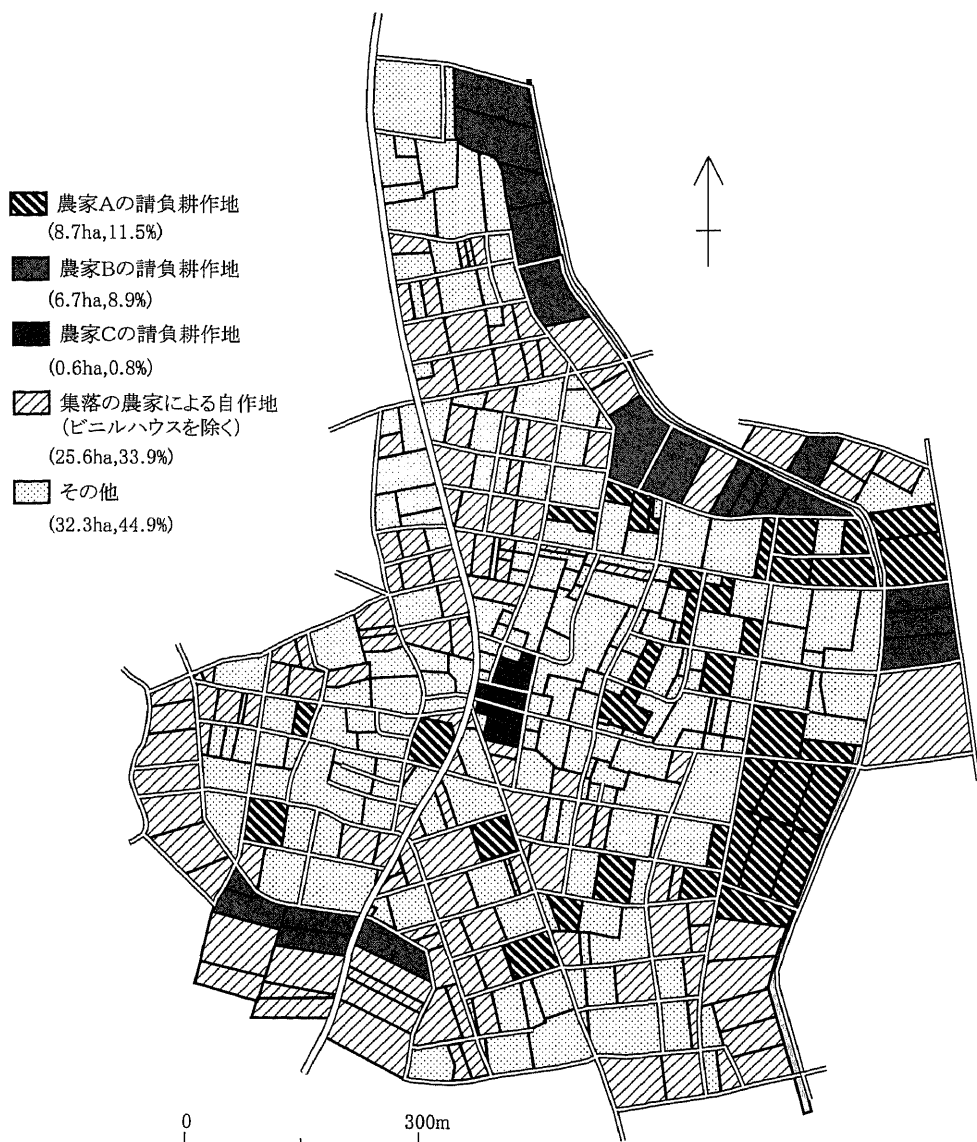 農家Aの請負耕作地
(8.7ha,11.5%)
農家Bの請負耕作地
(6.7ha,8.9%)
農家Cの請負耕作地
(0.6ha,0.8%)
集落の農家による自作地
(ビニルハウスを除く)
(25.6ha,33.9%)
その他
(32.3ha,44.9%)
0 300m